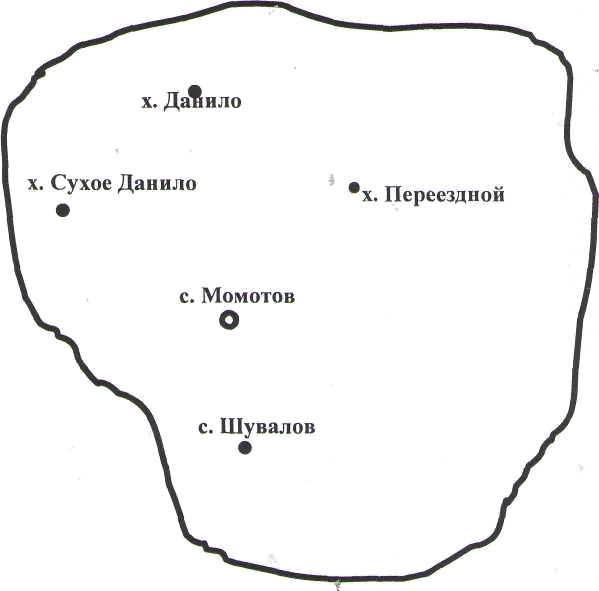 х. Данило
х. Сухое Данило
х. Переездной
с. Момотов
с. Шувалов